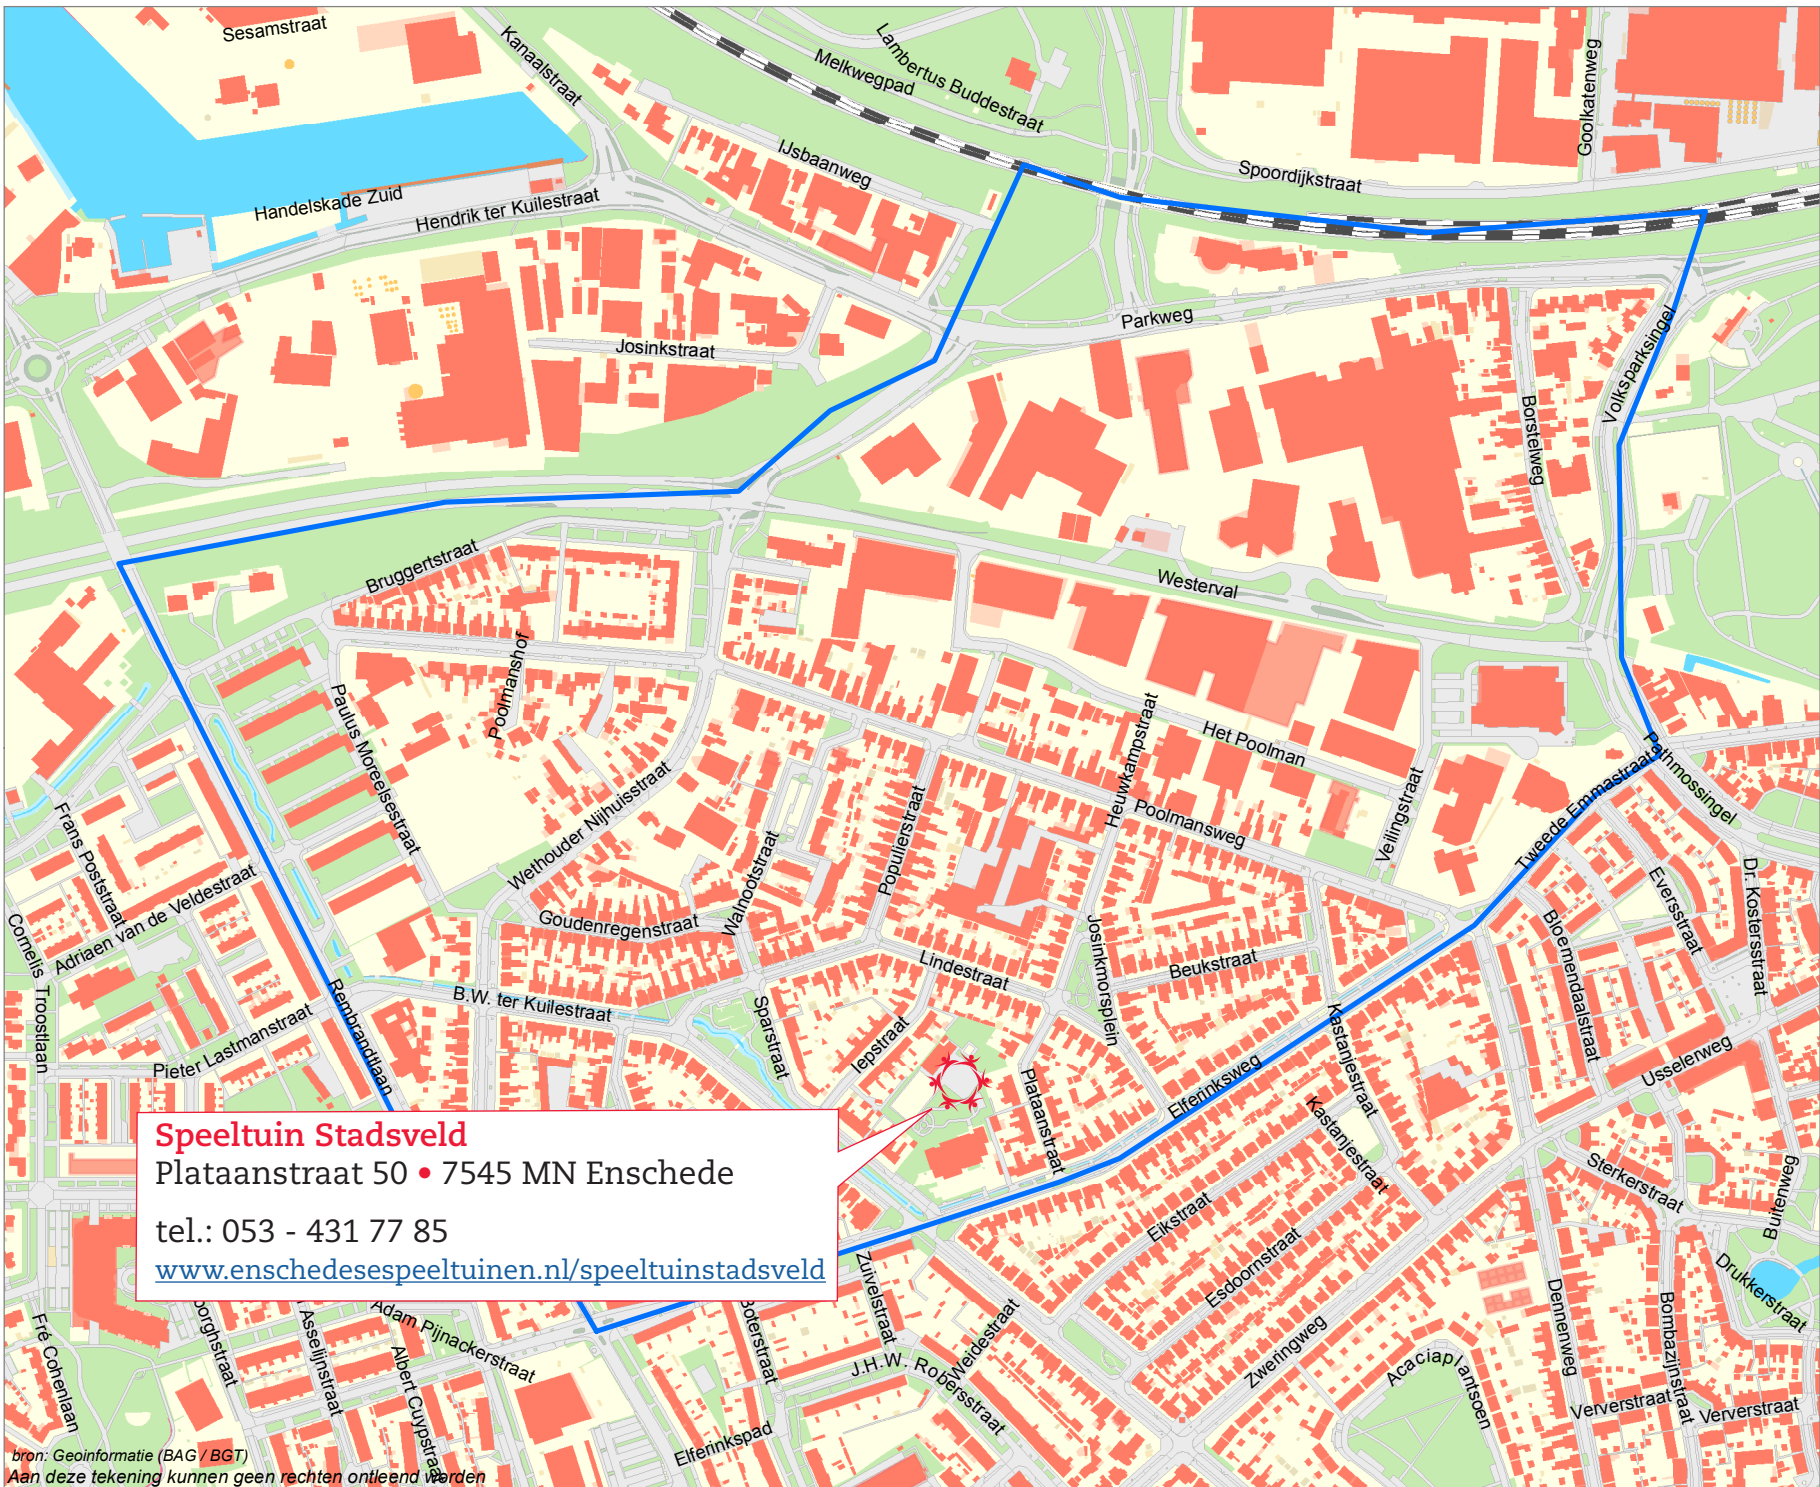 Sesamstraat
Kanaalstraat
Lambertus Buddestraat
Melkwegpad
Goolkatenweg
IJsbaanweg
Spoordijkstraat
Handelskade Zuid
Hendrik ter Kuilestraat
Parkweg
Josinkstraat
Volksparksingel
Borstelweg
Bruggertstraat
Westerval
Poolmanshof
Paulus Moreelsestraat
Het Poolman
Heuwkampstraat
Pathmossingel
Tweede Emmastraat
Wethouder Nijhuisstraat
Populierstraat
Poolmansweg
Veilingstraat
Frans Poststraat
Walnootstraat
Adriaen van de Veldestraat
Goudenregenstraat
Eversstraat
Dr. Kostersstraat
Cornelis Troostlaan
Lindestraat
Josinkmorsplein
Beukstraat
Bloemendaalstraat
Rembrandtlaan
B.W. ter Kuilestraat
Sparstraat
Iepstraat
Kastanjestraat
Pieter Lastmanstraat
Usselerweg
Plataanstraat
Elferinksweg
Kastanjestraat
Speeltuin Stadsveld
Plataanstraat 50 • 7545 MN Enschede
tel.: 053 - 431 77 85
www.enschedesespeeltuinen.nl/speeltuinstadsveld
Sterkerstraat
Buitenweg
Eikstraat
Esdoornstraat
Zuivelstraat
Drukkerstraat
Dennenweg
Bombazijnstraat
Boterstraat
Weidestraat
Zweringweg
Fré Cohenlaan
Asselijnstraat
Adam Pijnackerstraat
Albert Cuypstraat
J.H.W. Robersstraat
Acaciaplantsoen
Ververstraat
Ververstraat
Elferinkspad
bron: Geoinformatie (BAG / BGT)
Aan deze tekening kunnen geen rechten ontleend worden